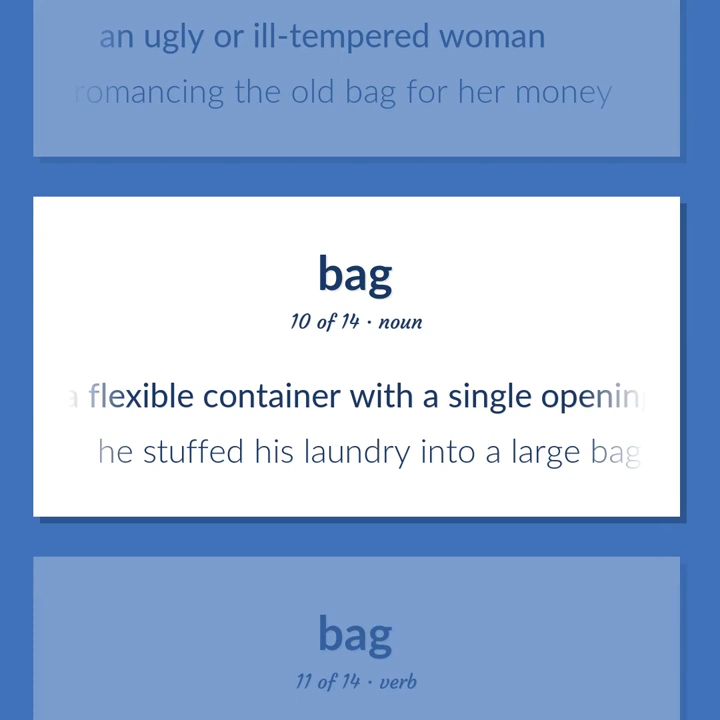 an ugly or ill-tempered woman
romancing the old bag for her money
bag
10 of 14 · noun
a flexible container with a single opening
he stuffed his laundry into a large bag
bag
11 of 14 · verb